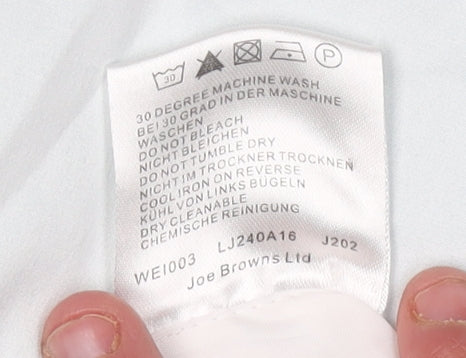 30 P
30 DEGREE MACHINE WASH
BEI 30 GRAD IN DER MASCHINE
WASCHEN
DO NOT BLEACH
NICHT BLEICHEN
DO NOT TUMBLE DRY
NICHT IM TROCKNER TROCKNEN
COOL IRON ON REVERSE
KÜHL VON LINKS BÜGELN
DRY CLEANABLE
CHEMISCHE REINIGUNG
WEI003 LJ240A16 J202
Joe Browns Ltd